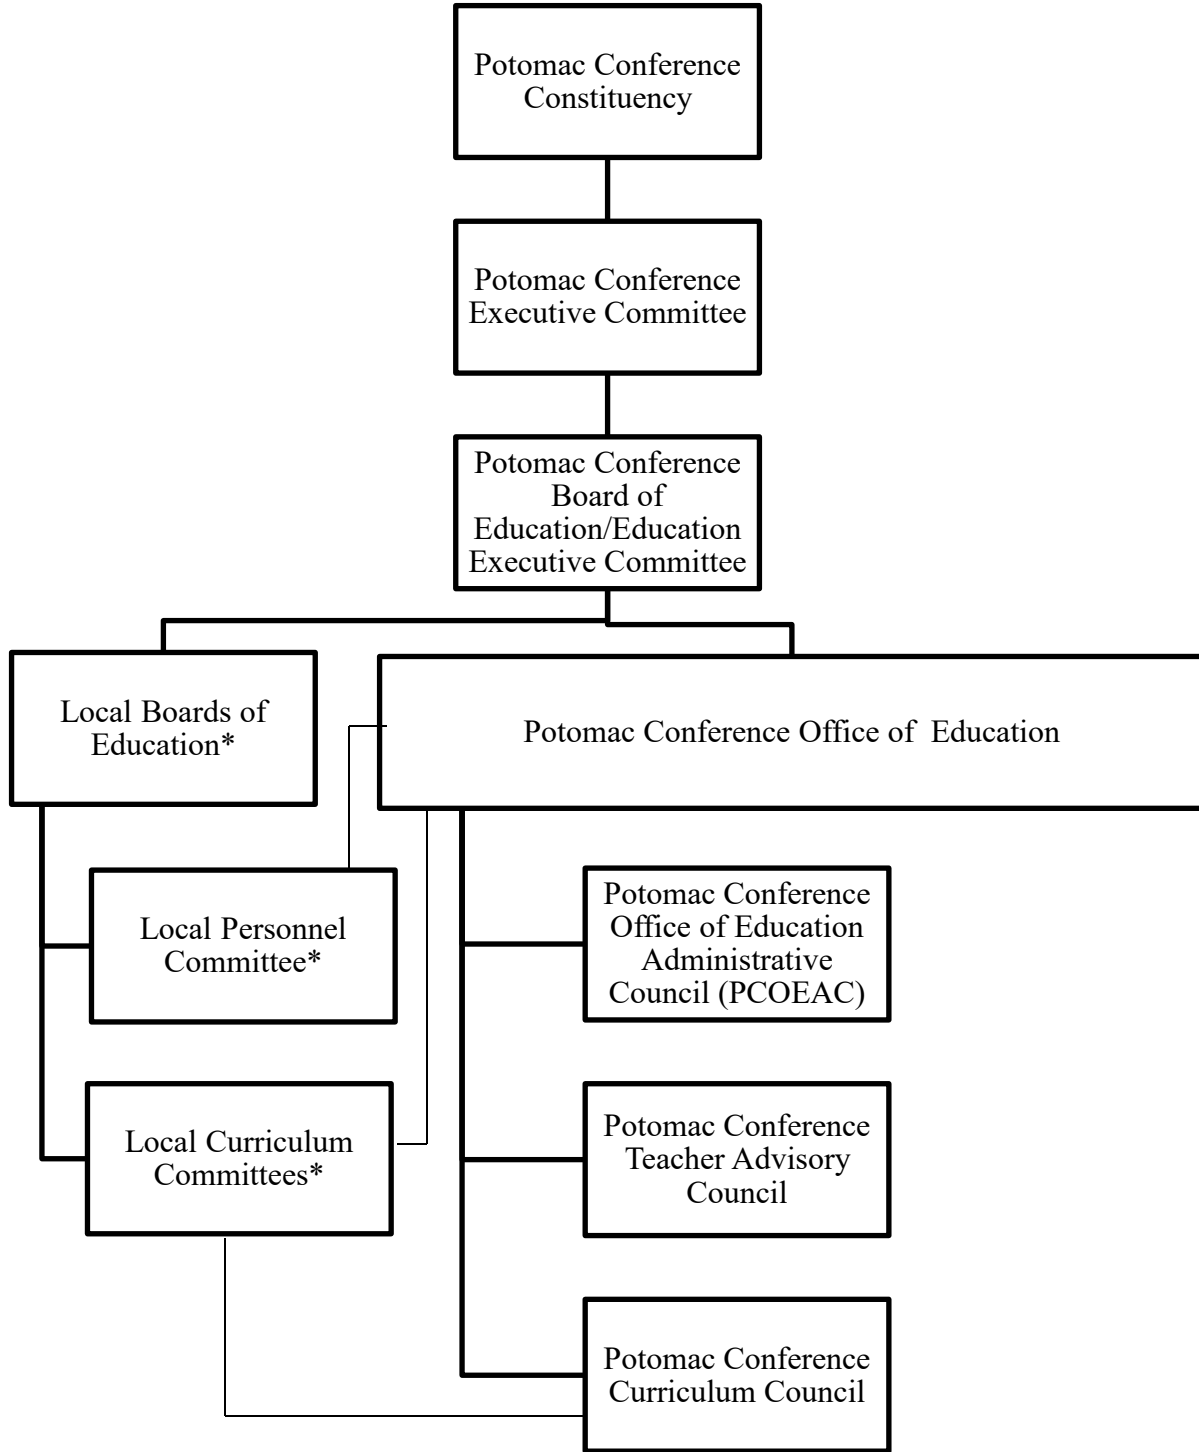 Potomac Conference
Constituency
Potomac Conference
Executive Committee
Potomac Conference
Board of
Education/Education
Executive Committee
Local Boards of
Education*
Potomac Conference Office of Education
Local Personnel
Committee*
Potomac Conference
Office of Education
Administrative
Council (PCOEAC)
Local Curriculum
Committees*
Potomac Conference
Teacher Advisory
Council
Potomac Conference
Curriculum Council